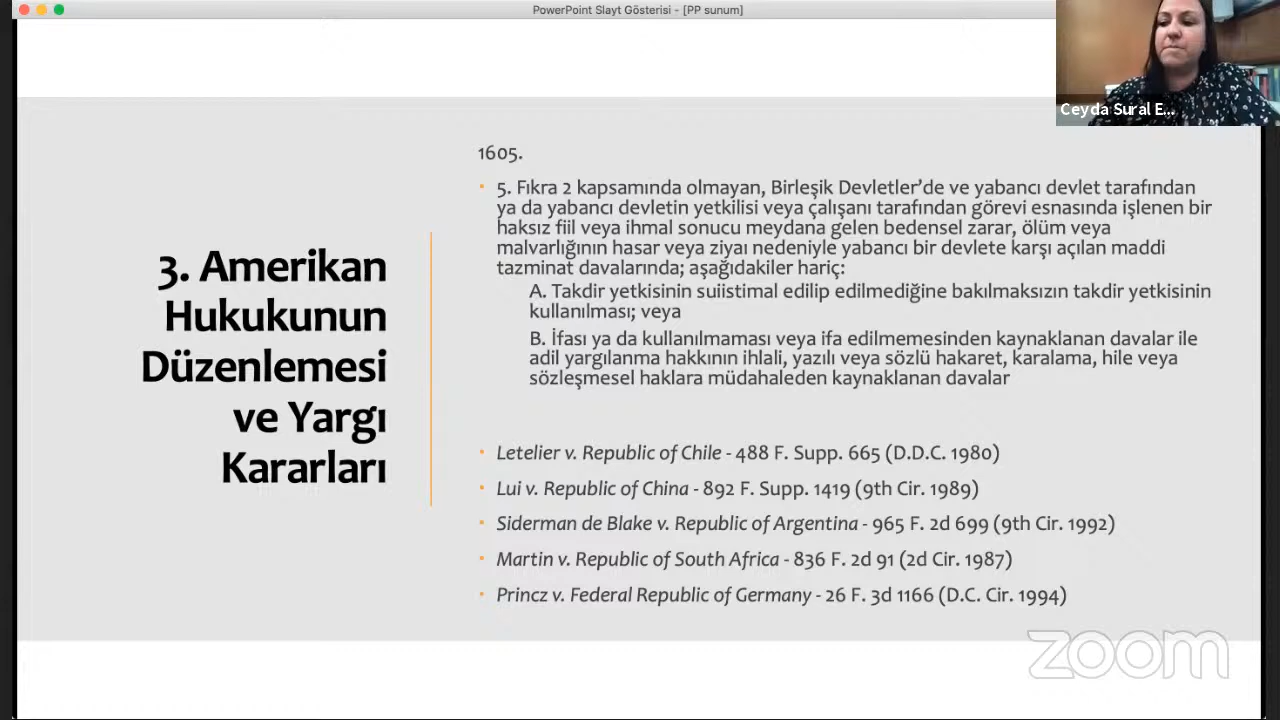 PowerPoint Slayt Gösterisi - [PP sunum]
Ceyda Sural E...
3. Amerikan
Hukukunun
Düzenlemesi
ve Yargı
Kararları
1605.
• 5. Fıkra 2 kapsamında olmayan, Birleşik Devletler’de ve yabancı devlet tarafından
ya da yabancı devletin yetkilisi veya çalışanı tarafından görevi esnasında işlenen bir
haksız fiil veya ihmal sonucu meydana gelen bedensel zarar, ölüm veya
malvarlığının hasar veya ziyaı nedeniyle yabancı bir devlete karşı açılan maddi
tazminat davalarında; aşağıdakiler hariç:
A. Takdir yetkisinin suiistimal edilip edilmediğine bakılmaksızın takdir yetkisinin
kullanılması; veya
B. İfası ya da kullanılmaması veya ifa edilmemesinden kaynaklanan davalar ile
adil yargılanma hakkının ihlali, yazılı veya sözlü hakaret, karalama, hile veya
sözleşmesel haklara müdahaleden kaynaklanan davalar
• Letelier v. Republic of Chile - 488 F. Supp. 665 (D.D.C. 1980)
• Lui v. Republic of China - 892 F. Supp. 1419 (9th Cir. 1989)
• Siderman de Blake v. Republic of Argentina - 965 F. 2d 699 (9th Cir. 1992)
• Martin v. Republic of South Africa - 836 F. 2d 91 (2d Cir. 1987)
• Princz v. Federal Republic of Germany - 26 F. 3d 1166 (D.C. Cir. 1994)
zoom